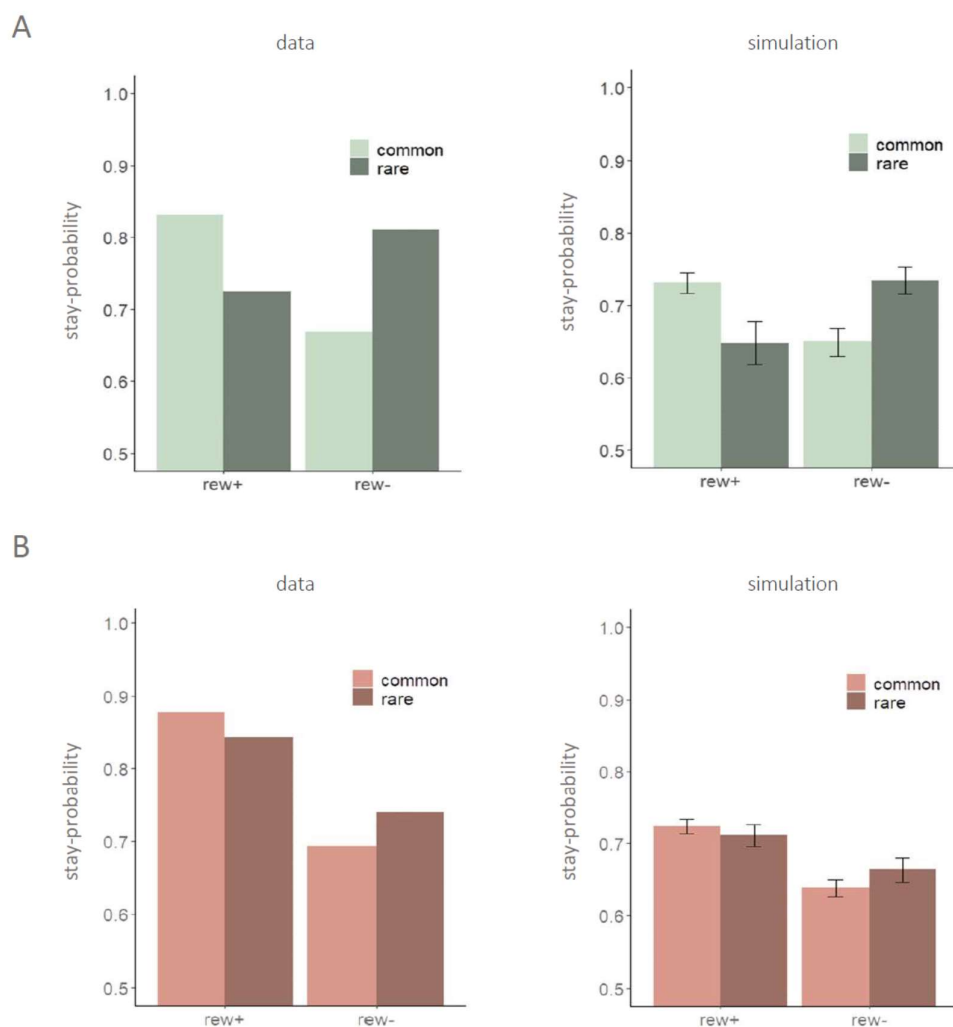 A
data
simulation
1.0
0.9
0.8
0.7
0.6
0.5
stay-probability
common
rare
rew+
rew-
1.0
0.9
0.8
0.7
0.6
0.5
stay-probability
common
rare
rew+
rew-
B
data
simulation
1.0
0.9
0.8
0.7
0.6
0.5
stay-probability
common
rare
rew+
rew-
1.0
0.9
0.8
0.7
0.6
0.5
stay-probability
common
rare
rew+
rew-